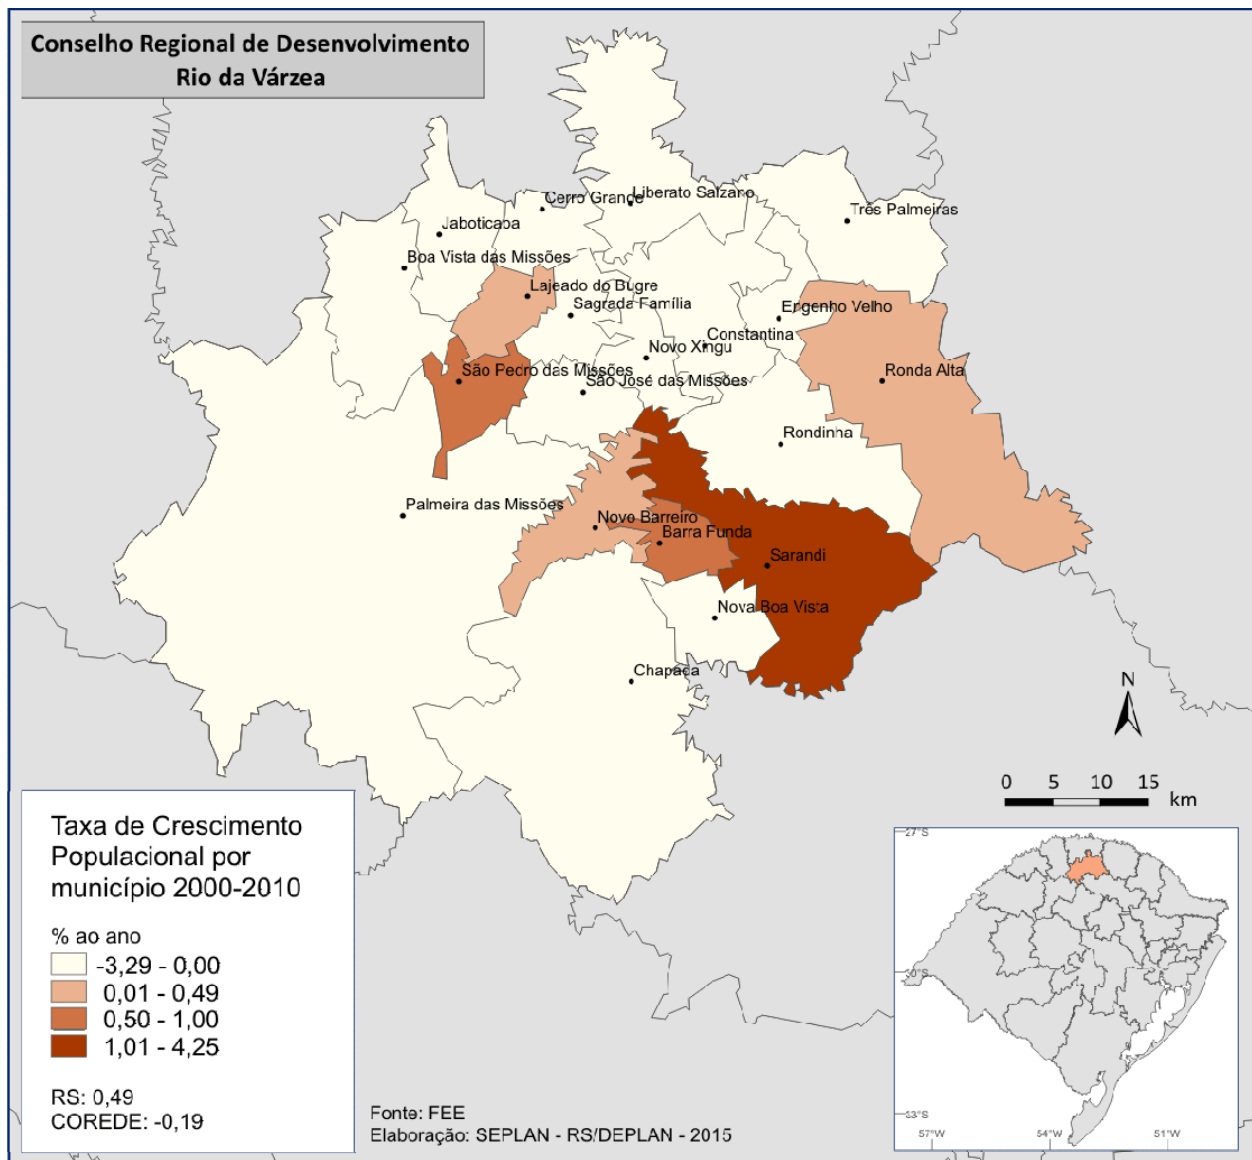 Conselho Regional de Desenvolvimento
Rio da Várzea
Liberato Salzano
Cerro Grande
Três Palmeiras
Jaboticaba
Boa Vista das Missões
Lajeado do Bugre
Sagrada Família
Engenho Velho
Constantina
Novo Xingu
São Pedro das Missões
São José das Missões
Ronda Alta
Rondinha
Palmeira das Missões
Novo Barreiro
Barra Funda
Sarandi
Nova Boa Vista
Chapada
N
0 5 10 15
km
Taxa de Crescimento
Populacional por
município 2000-2010
% ao ano
-3,29 - 0,00
0,01 - 0,49
0,50 - 1,00
1,01 - 4,25
RS: 0,49
COREDE: -0,19
Fonte: FEE
Elaboração: SEPLAN - RS/DEPLAN - 2015
27°S
30°S
33°S
57°W 54°W 51°W